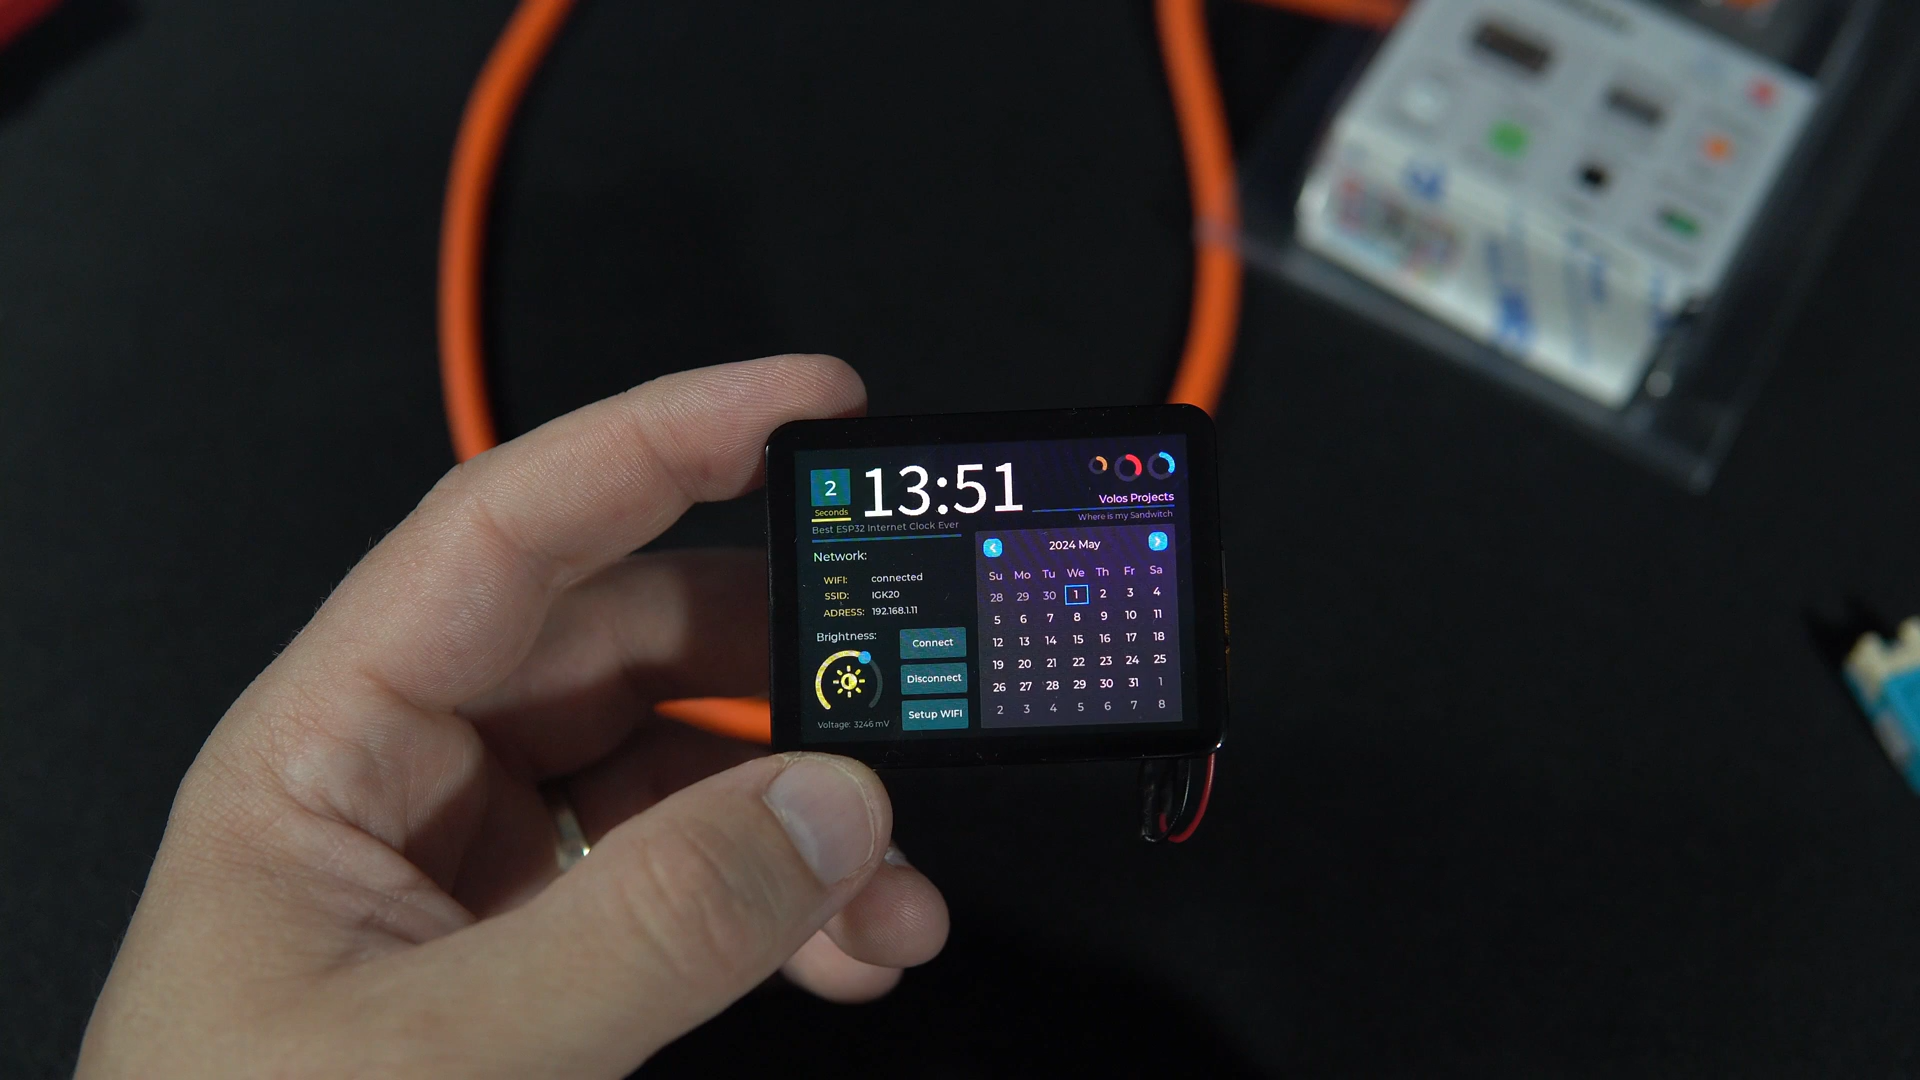 2
Seconds
13:51
Best ESP32 Internet Clock Ever
Volos Projects
Where is my Sandwitch
Network:
WIFI: connected
SSID: IGK20
ADRESS: 192.168.1.11
Brightness:
Voltage: 3246 mV
Connect
Disconnect
Setup WIFI
2024 May
Su Mo Tu We Th Fr Sa
28 29 30 1 2 3 4
5 6 7 8 9 10 11
12 13 14 15 16 17 18
19 20 21 22 23 24 25
26 27 28 29 30 31 1
2 3 4 5 6 7 8